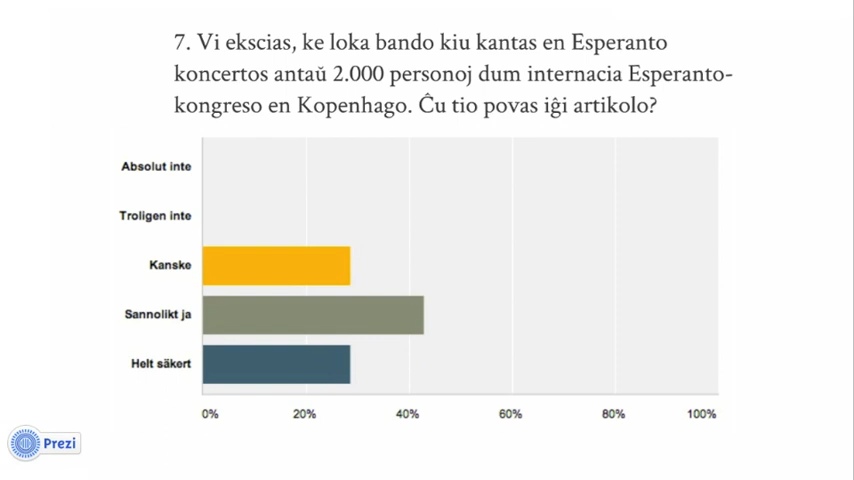 7. Vi ekscias, ke loka bando kiu kantas en Esperanto
koncertos antaŭ 2.000 personoj dum internacia Esperanto-
kongreso en Kopenhago. Ĉu tio povas iĝi artikolo?
Absolut inte
Troligen inte
Kanske
Sannolikt ja
Helt säkert
0% 20% 40% 60% 80% 100%
Prezi